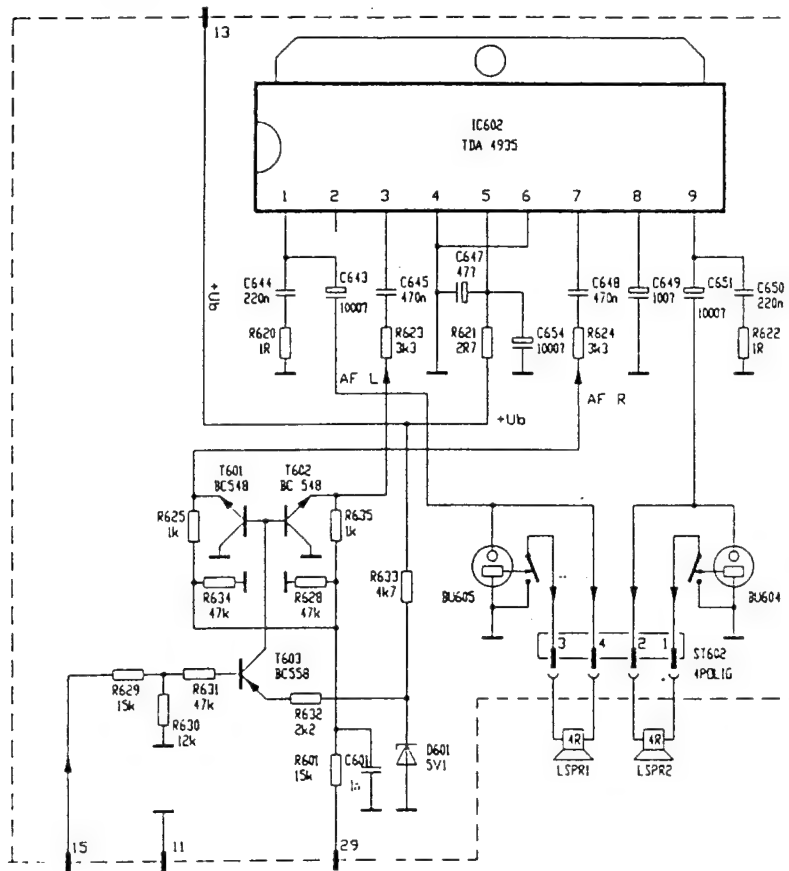 13
IC602
TDA 4935
1 2 3 4 5 6 7 8 9
+Ub
C644
220n
C643
1000?
C645
470n
C647
47?
C648
470n
C649
100?
C651
1000?
C650
220n
R620
1R
R623
3k3
R621
2R7
C654
1000?
R624
3k3
R622
1R
AF L
AF R
+Ub
T601
BC548
T602
BC 548
R625
1k
R635
1k
R634
47k
R628
47k
R633
4k7
BU605
BU604
3 4 2 1
ST602
4POLIG
T603
BC558
R629
15k
R631
47k
R630
12k
R632
2k2
R601
15k
C601
1n
D601
5V1
4R
LSPR1
4R
LSPR2
15
11
29